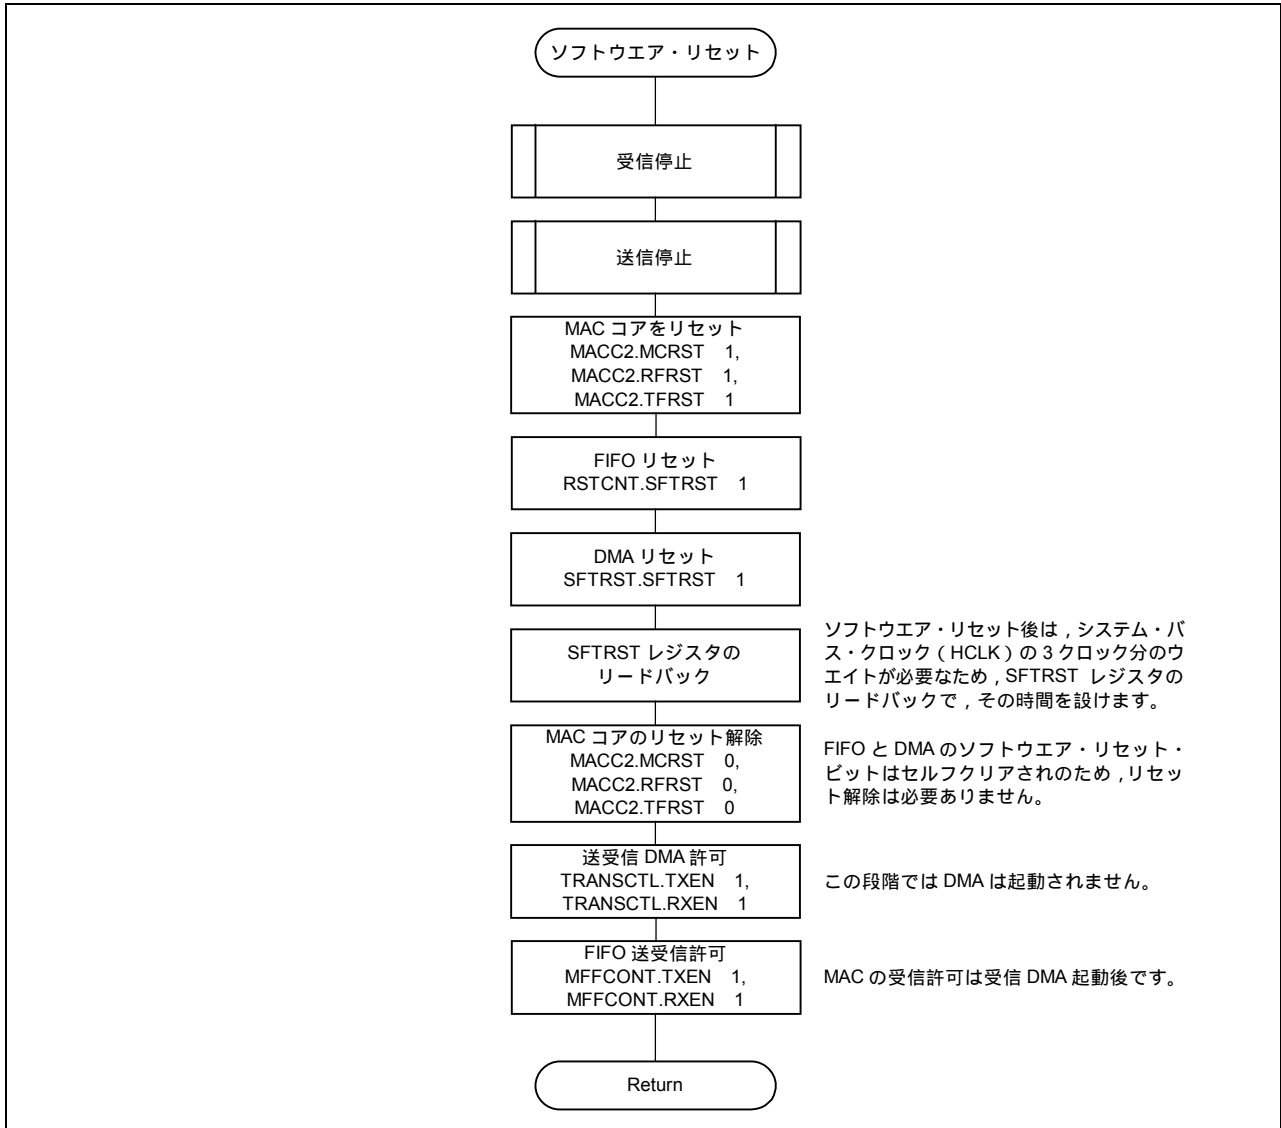 ソフトウエア・リセット
受信停止
送信停止
MAC コアをリセット
MACC2.MCRST 1,
MACC2.RFRST 1,
MACC2.TFRST 1
FIFO リセット
RSTCNT.SFTRST 1
DMA リセット
SFTRST.SFTRST 1
SFTRST レジスタの
リードバック
ソフトウエア・リセット後は，システム・バ
ス・クロック（HCLK）の 3 クロック分のウ
エイトが必要なため，SFTRST レジスタの
リードバックで，その時間を設けます。
MAC コアのリセット解除
MACC2.MCRST 0,
MACC2.RFRST 0,
MACC2.TFRST 0
FIFO と DMA のソフトウエア・リセット・
ビットはセルフクリアされのため，リセッ
ト解除は必要ありません。
送受信 DMA 許可
TRANSCTL.TXEN 1,
TRANSCTL.RXEN 1
この段階では DMA は起動されません。
FIFO 送受信許可
MFFCONT.TXEN 1,
MFFCONT.RXEN 1
MAC の受信許可は受信 DMA 起動後です。
Return